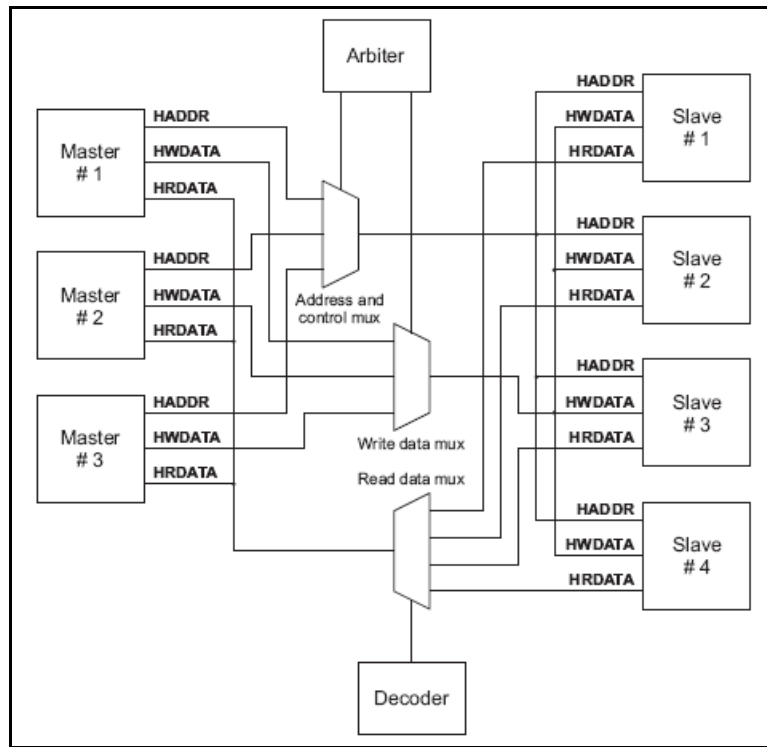 Arbiter
Master
# 1
HADDR
HWDATA
HRDATA
Master
# 2
HADDR
HWDATA
HRDATA
Master
# 3
HADDR
HWDATA
HRDATA
Address and
control mux
Write data mux
Read data mux
HADDR
HWDATA
HRDATA
Slave
# 1
HADDR
HWDATA
HRDATA
Slave
# 2
HADDR
HWDATA
HRDATA
Slave
# 3
HADDR
HWDATA
HRDATA
Slave
# 4
Decoder